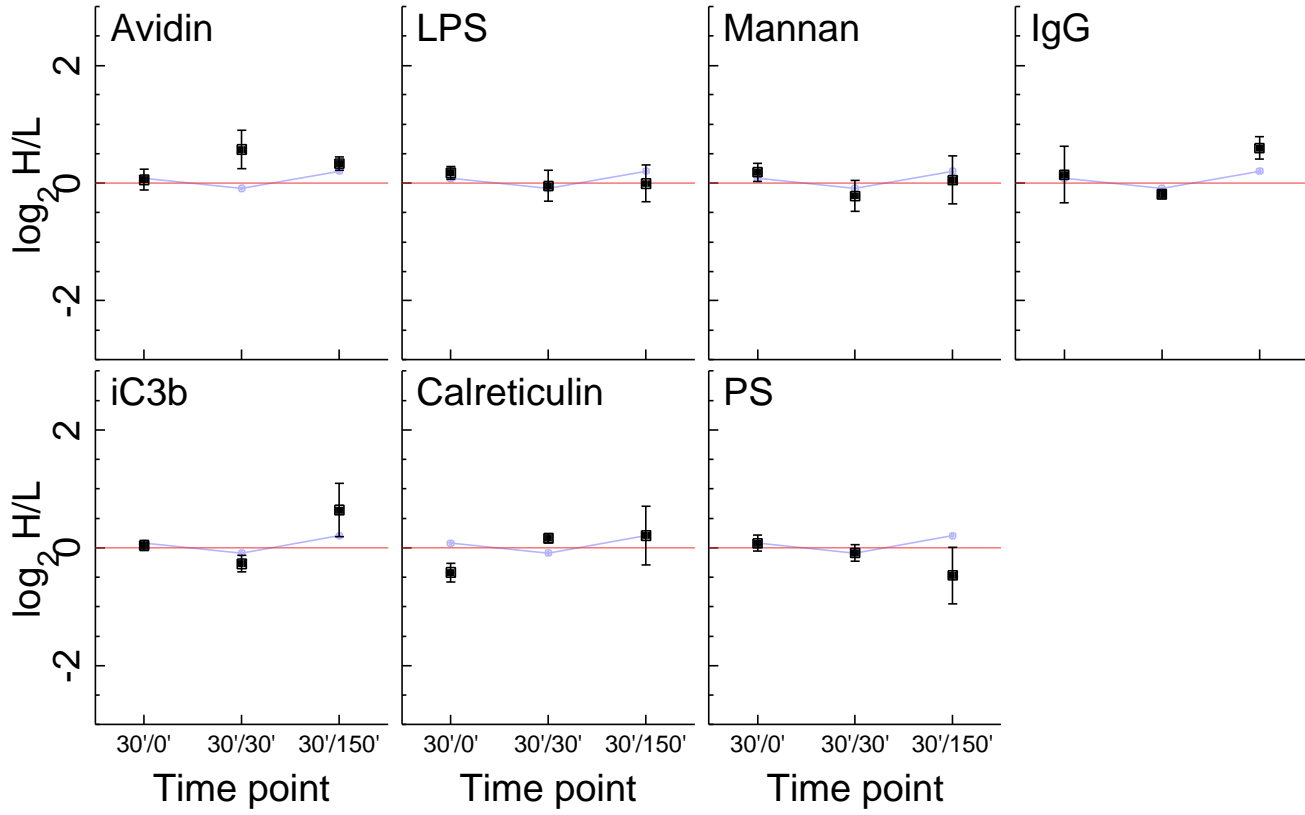 Avidin LPS Mannan IgG
2
0
-2
log2 H/L
iC3b Calreticulin PS
2
0
-2
log2 H/L
30'/0' 30'/30' 30'/150' 30'/0' 30'/30' 30'/150' 30'/0' 30'/30' 30'/150'
Time point Time point Time point